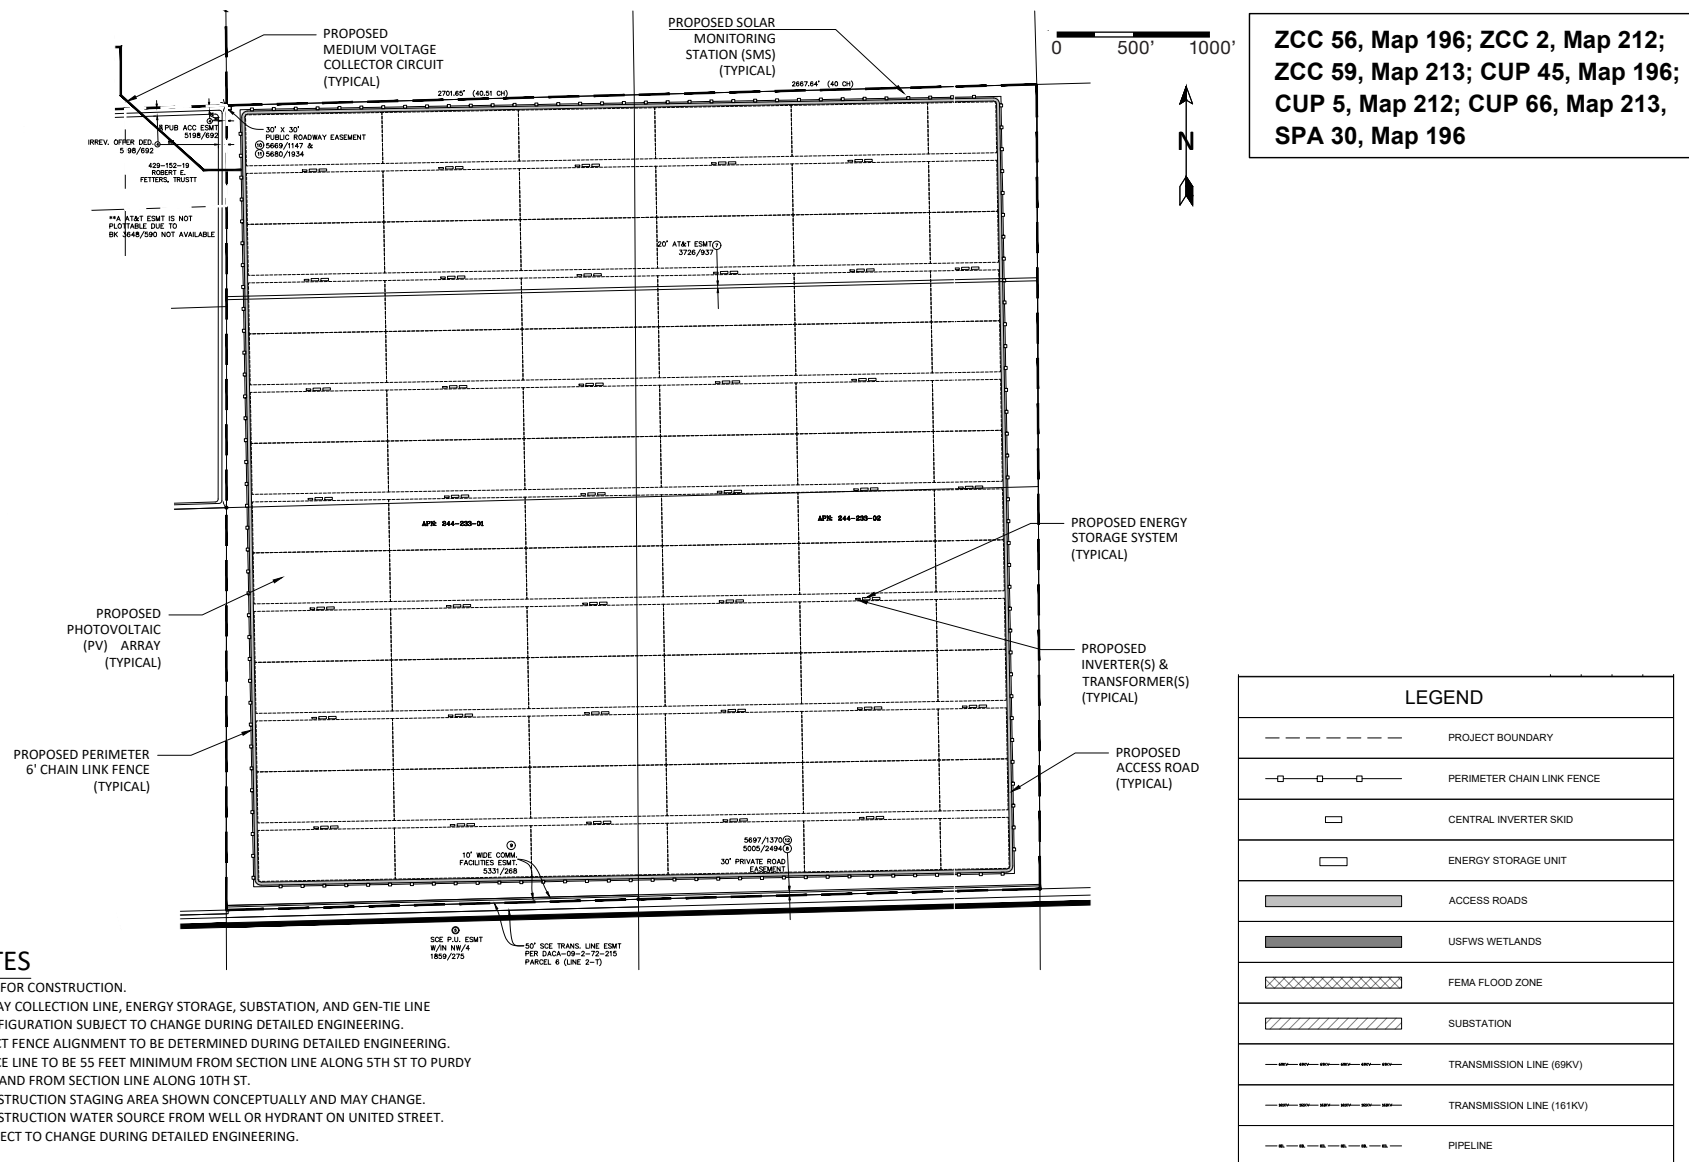 PROPOSED
MEDIUM VOLTAGE
COLLECTOR CIRCUIT
(TYPICAL)
PROPOSED SOLAR
MONITORING
STATION (SMS)
(TYPICAL)
0 500' 1000'
ZCC 56, Map 196; ZCC 2, Map 212;
ZCC 59, Map 213; CUP 45, Map 196;
CUP 5, Map 212; CUP 66, Map 213,
SPA 30, Map 196
N
2701.65' (40.51 CH)
2667.64' (40 CH)
PUB ACC ESMT
5198/692
IRREV. OFFER DED.
5 98/692
429-152-19
ROBERT E.
FETTERS, TRUSTT
**A AT&T ESMT IS NOT
PLOTTABLE DUE TO
BK 3648/590 NOT AVAILABLE
30' X 30'
PUBLIC ROADWAY EASEMENT
10 5669/1147 &
11 5680/1934
20' AT&T ESMT 7
3726/937
APN: 244-233-01
APN: 244-233-02
PROPOSED ENERGY
STORAGE SYSTEM
(TYPICAL)
PROPOSED
PHOTOVOLTAIC
(PV) ARRAY
(TYPICAL)
PROPOSED
INVERTER(S) &
TRANSFORMER(S)
(TYPICAL)
PROPOSED PERIMETER
6' CHAIN LINK FENCE
(TYPICAL)
PROPOSED
ACCESS ROAD
(TYPICAL)
9
10' WIDE COMM.
FACILITIES ESMT.
5331/268
5697/1370 12
5005/2494 8
30' PRIVATE ROAD
EASEMENT
SCE P.U. ESMT
W/IN NW/4
1859/275
50' SCE TRANS. LINE ESMT
PER DACA-09-2-72-215
PARCEL 6 (LINE 2-T)
TES
FOR CONSTRUCTION.
AY COLLECTION LINE, ENERGY STORAGE, SUBSTATION, AND GEN-TIE LINE
FIGURATION SUBJECT TO CHANGE DURING DETAILED ENGINEERING.
CT FENCE ALIGNMENT TO BE DETERMINED DURING DETAILED ENGINEERING.
CE LINE TO BE 55 FEET MINIMUM FROM SECTION LINE ALONG 5TH ST TO PURDY
AND FROM SECTION LINE ALONG 10TH ST.
STRUCTION STAGING AREA SHOWN CONCEPTUALLY AND MAY CHANGE.
STRUCTION WATER SOURCE FROM WELL OR HYDRANT ON UNITED STREET.
ECT TO CHANGE DURING DETAILED ENGINEERING.
LEGEND
PROJECT BOUNDARY
PERIMETER CHAIN LINK FENCE
CENTRAL INVERTER SKID
ENERGY STORAGE UNIT
ACCESS ROADS
USFWS WETLANDS
FEMA FLOOD ZONE
SUBSTATION
TRANSMISSION LINE (69KV)
TRANSMISSION LINE (161KV)
PIPELINE